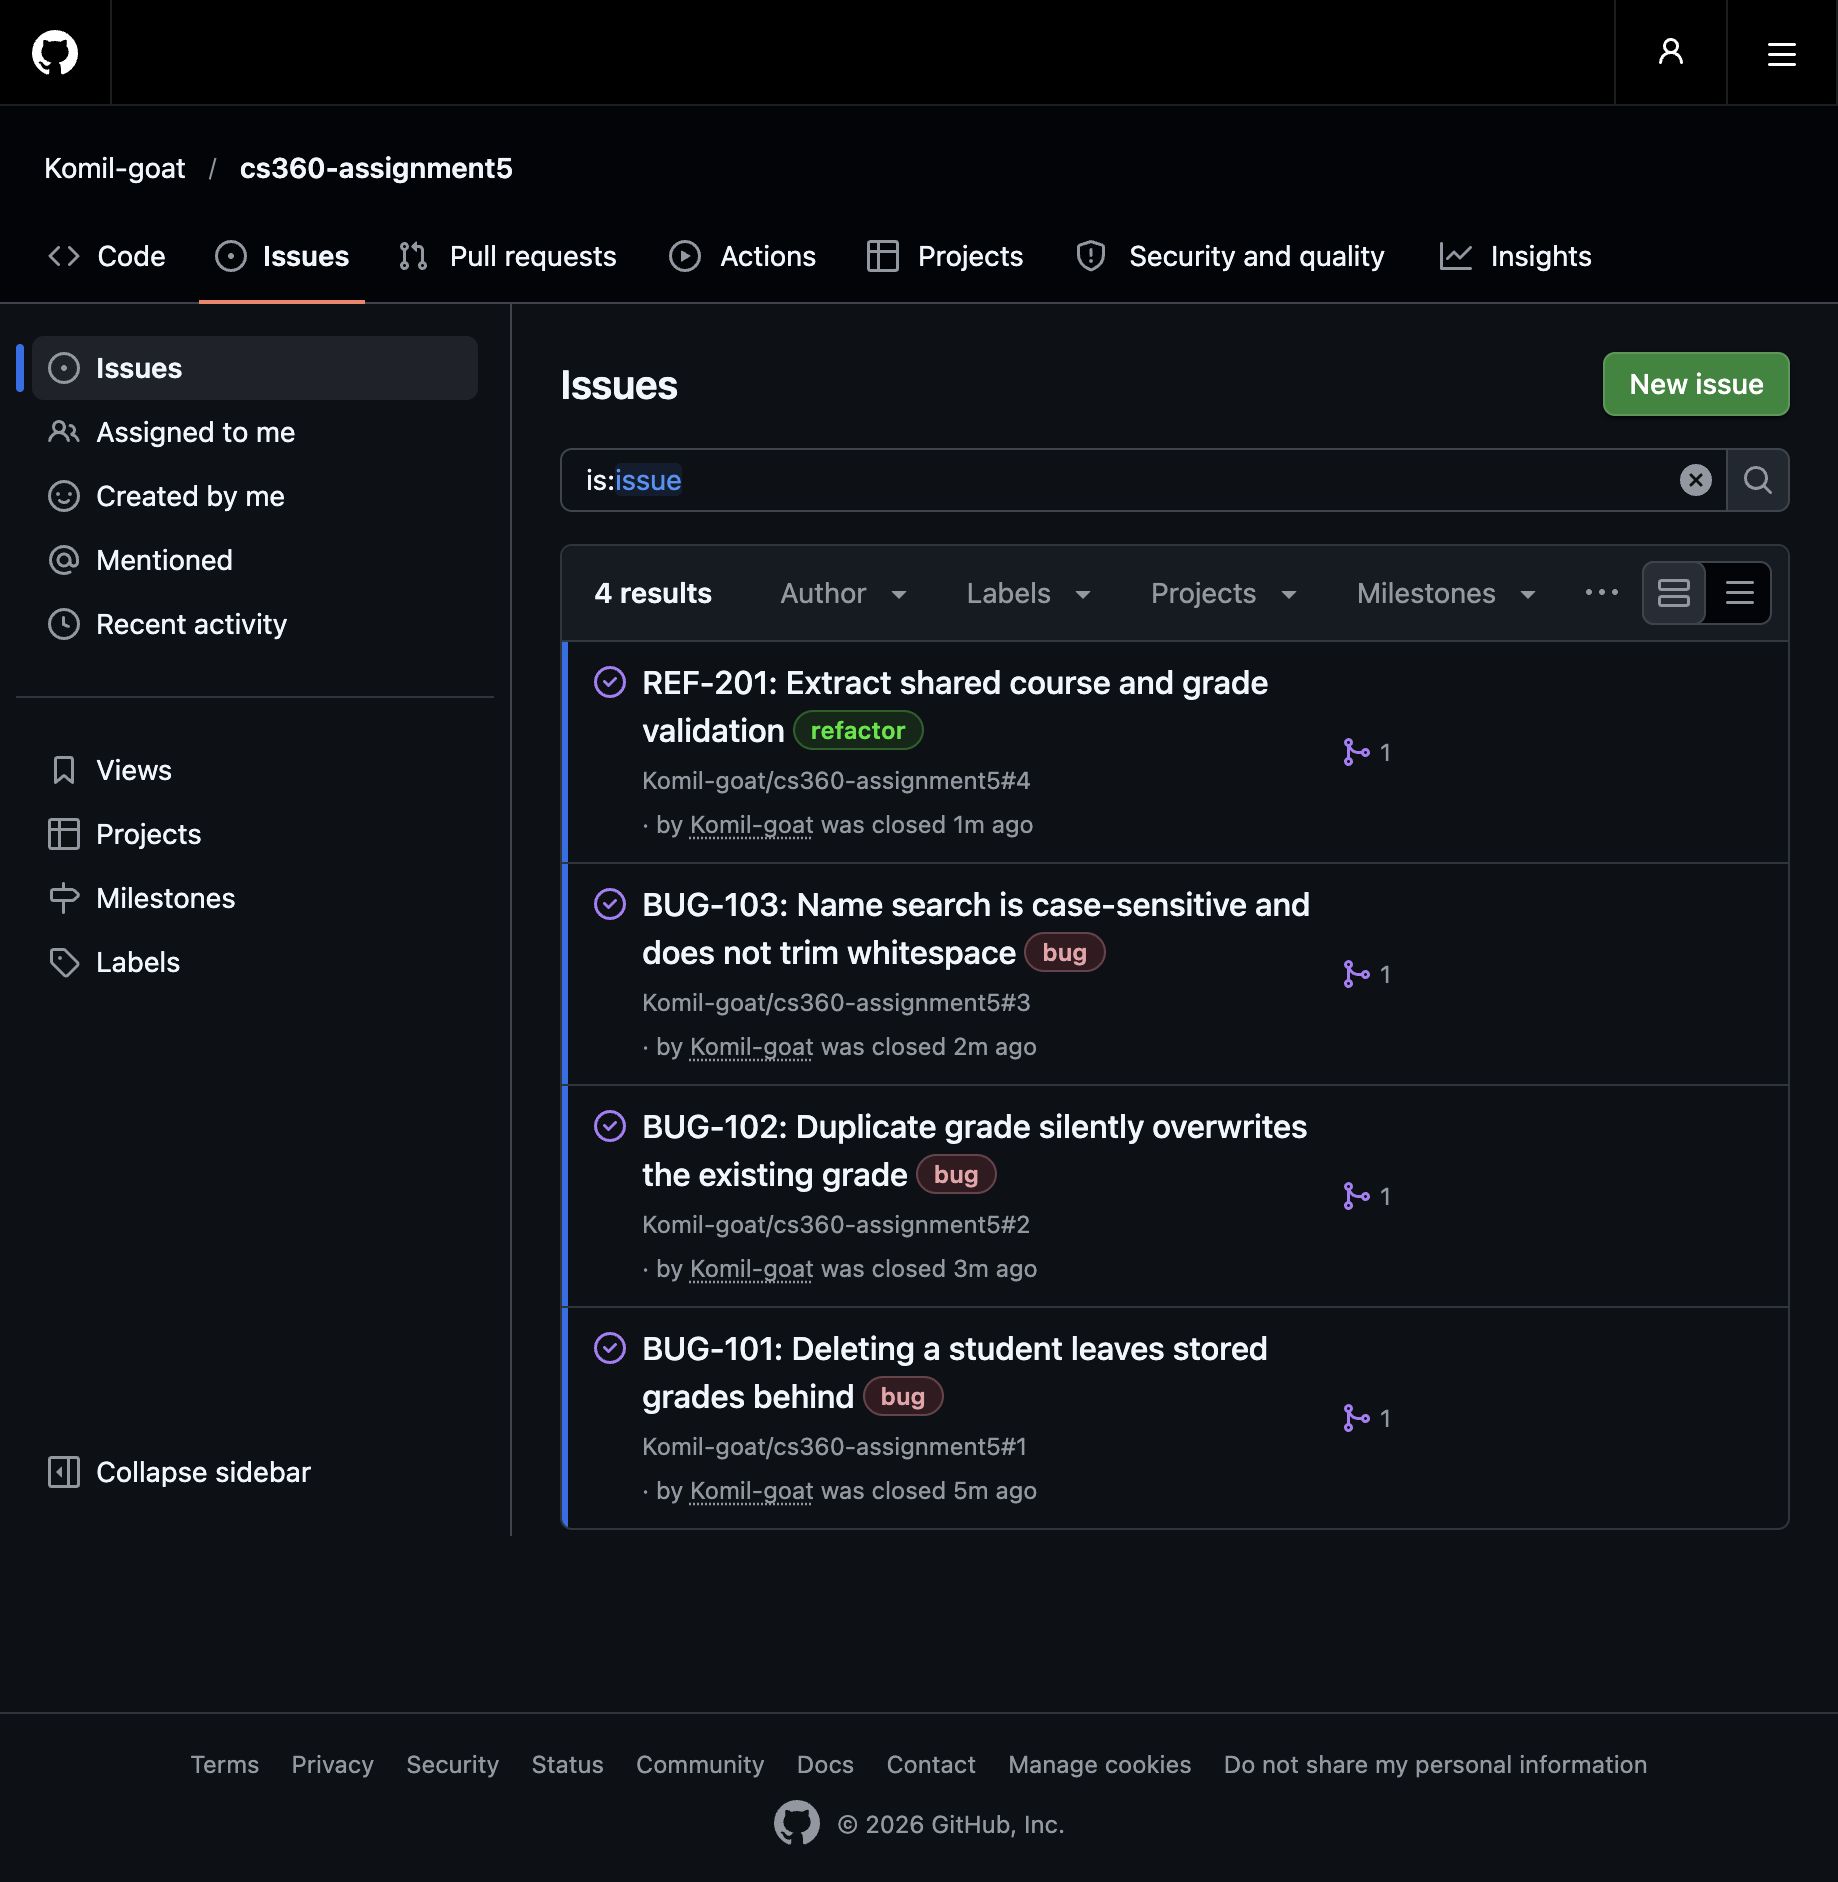 Komil-goat / cs360-assignment5
Code Issues Pull requests Actions Projects Security and quality Insights
Issues
Assigned to me
Created by me
Mentioned
Recent activity
Views
Projects
Milestones
Labels
Collapse sidebar
Issues
New issue
is:issue
4 results Author Labels Projects Milestones
REF-201: Extract shared course and grade
validation refactor
1
Komil-goat/cs360-assignment5#4
· by Komil-goat was closed 1m ago
BUG-103: Name search is case-sensitive and
does not trim whitespace bug
1
Komil-goat/cs360-assignment5#3
· by Komil-goat was closed 2m ago
BUG-102: Duplicate grade silently overwrites
the existing grade bug
1
Komil-goat/cs360-assignment5#2
· by Komil-goat was closed 3m ago
BUG-101: Deleting a student leaves stored
grades behind bug
1
Komil-goat/cs360-assignment5#1
· by Komil-goat was closed 5m ago
Terms Privacy Security Status Community Docs Contact Manage cookies Do not share my personal information
© 2026 GitHub, Inc.